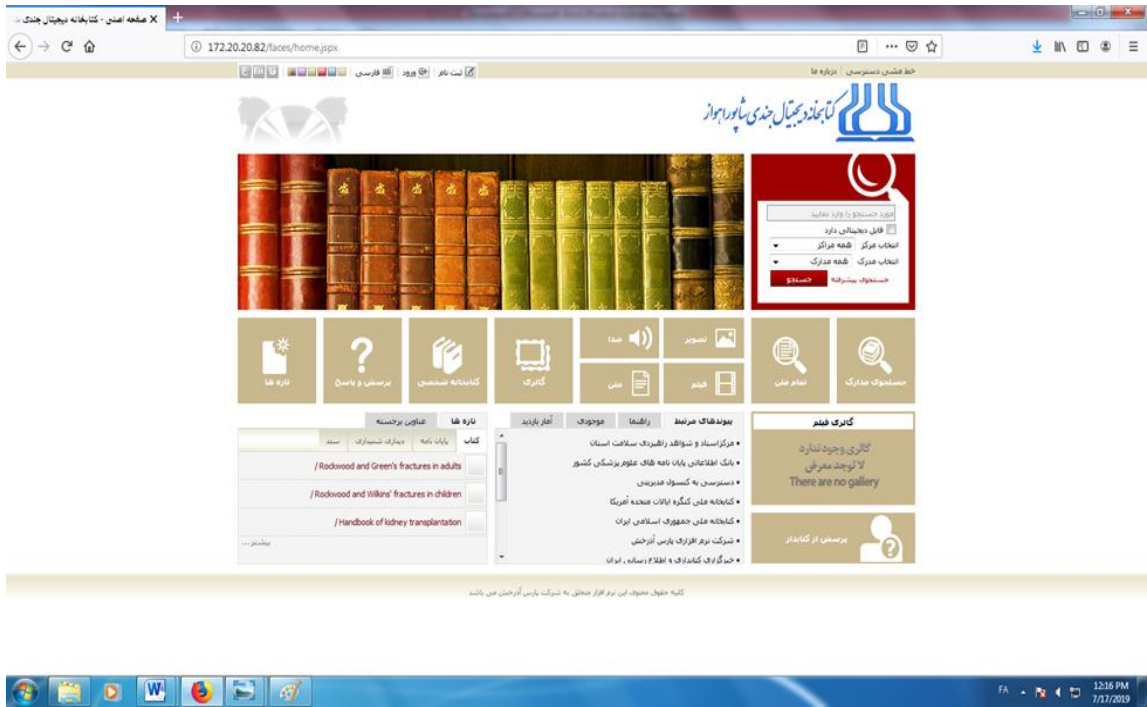 صفحه اصلی - کتابخانه دیجیتال جندی
172.20.20.82/faces/home.jspx
خط مشی دسترسی | درباره ما
ثبت نام | ورود | فارسی
کتابخانه دیجیتال جندی شاپور اهواز
مورد جستجو را وارد نمایید
فایل دیجیتالی دارد
انتخاب مرکز همه مراکز
انتخاب مدرک همه مدارک
جستجوی پیشرفته جستجو
جستجوی مدارک
تمام متن
تصویر
صدا
فیلم
متن
گالری
کتابخانه شخصی
پرسش و پاسخ
تازه ها
گالری فیلم
گالری وجود ندارد
لا توجد معرض
There are no gallery
پرسش از کتابدار
پیوندهای مرتبط راهنما موجودی آمار بازدید
مرکز اسناد و شواهد راهبردی سلامت استان
بانک اطلاعاتی پایان نامه های علوم پزشکی کشور
دسترسی به کنسول مدیریتی
کتابخانه ملی کنگره ایالات متحده آمریکا
کتابخانه ملی جمهوری اسلامی ایران
شرکت نرم افزاری پارس آذرخش
خبرگزاری کتابداری و اطلاع رسانی ایران
تازه ها عناوین برجسته
کتاب پایان نامه دیداری شنیداری سند
Rockwood and Green's fractures in adults /
Rockwood and Wilkins' fractures in children /
Handbook of kidney transplantation /
بیشتر...
کلیه حقوق معنوی این نرم افزار متعلق به شرکت پارس آذرخش می باشد
FA
12:16 PM
7/17/2019